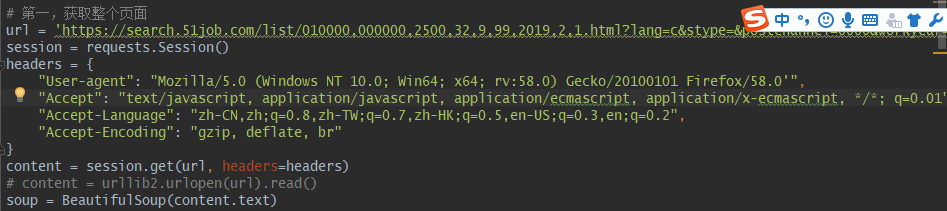 # 第一，获取整个页面
url = 'https://search.51job.com/list/010000,000000,2500,32,9,99,2019,2,1.html?lang=c&stype=&postchannel=0000&workyear
session = requests.Session()
headers = {
"User-agent": "Mozilla/5.0 (Windows NT 10.0; Win64; x64; rv:58.0) Gecko/20100101 Firefox/58.0'",
"Accept": "text/javascript, application/javascript, application/ecmascript, application/x-ecmascript, */*; q=0.01"
"Accept-Language": "zh-CN,zh;q=0.8,zh-TW;q=0.7,zh-HK;q=0.5,en-US;q=0.3,en;q=0.2",
"Accept-Encoding": "gzip, deflate, br"
}
content = session.get(url, headers=headers)
# content = urllib2.urlopen(url).read()
soup = BeautifulSoup(content.text)
S 中